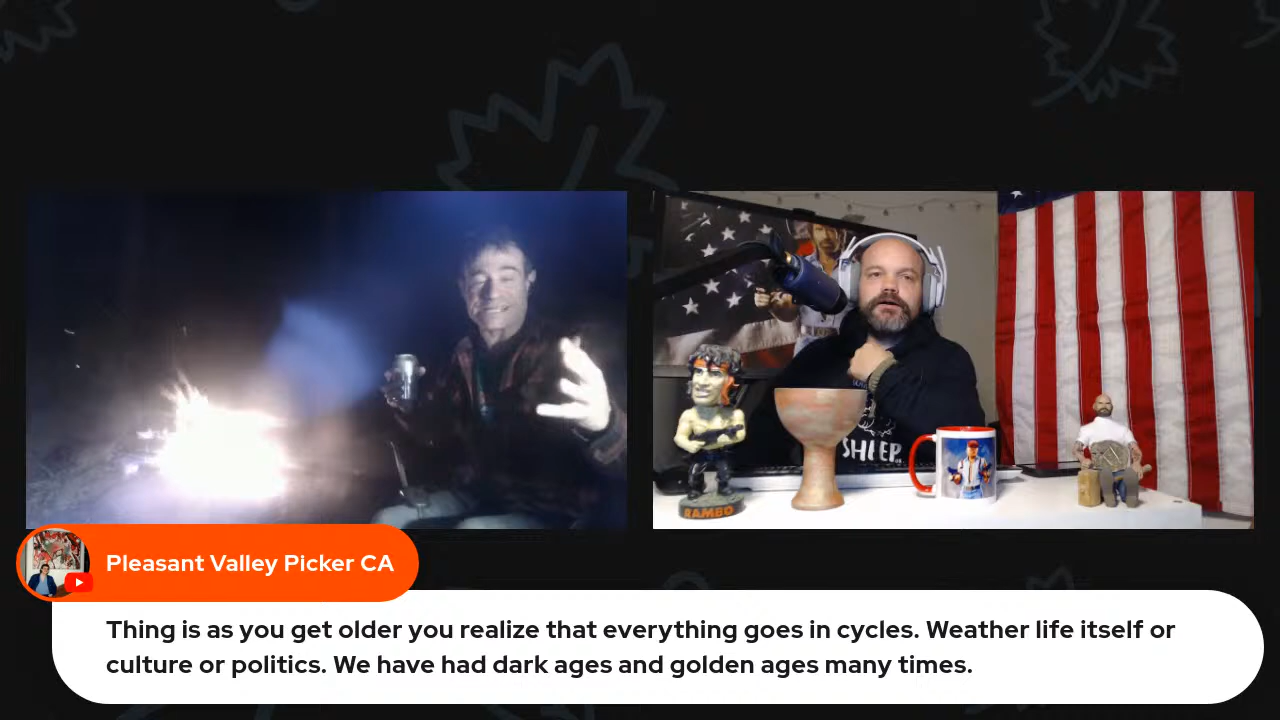 SHEEP
RAMBO
Pleasant Valley Picker CA
Thing is as you get older you realize that everything goes in cycles. Weather life itself or
culture or politics. We have had dark ages and golden ages many times.